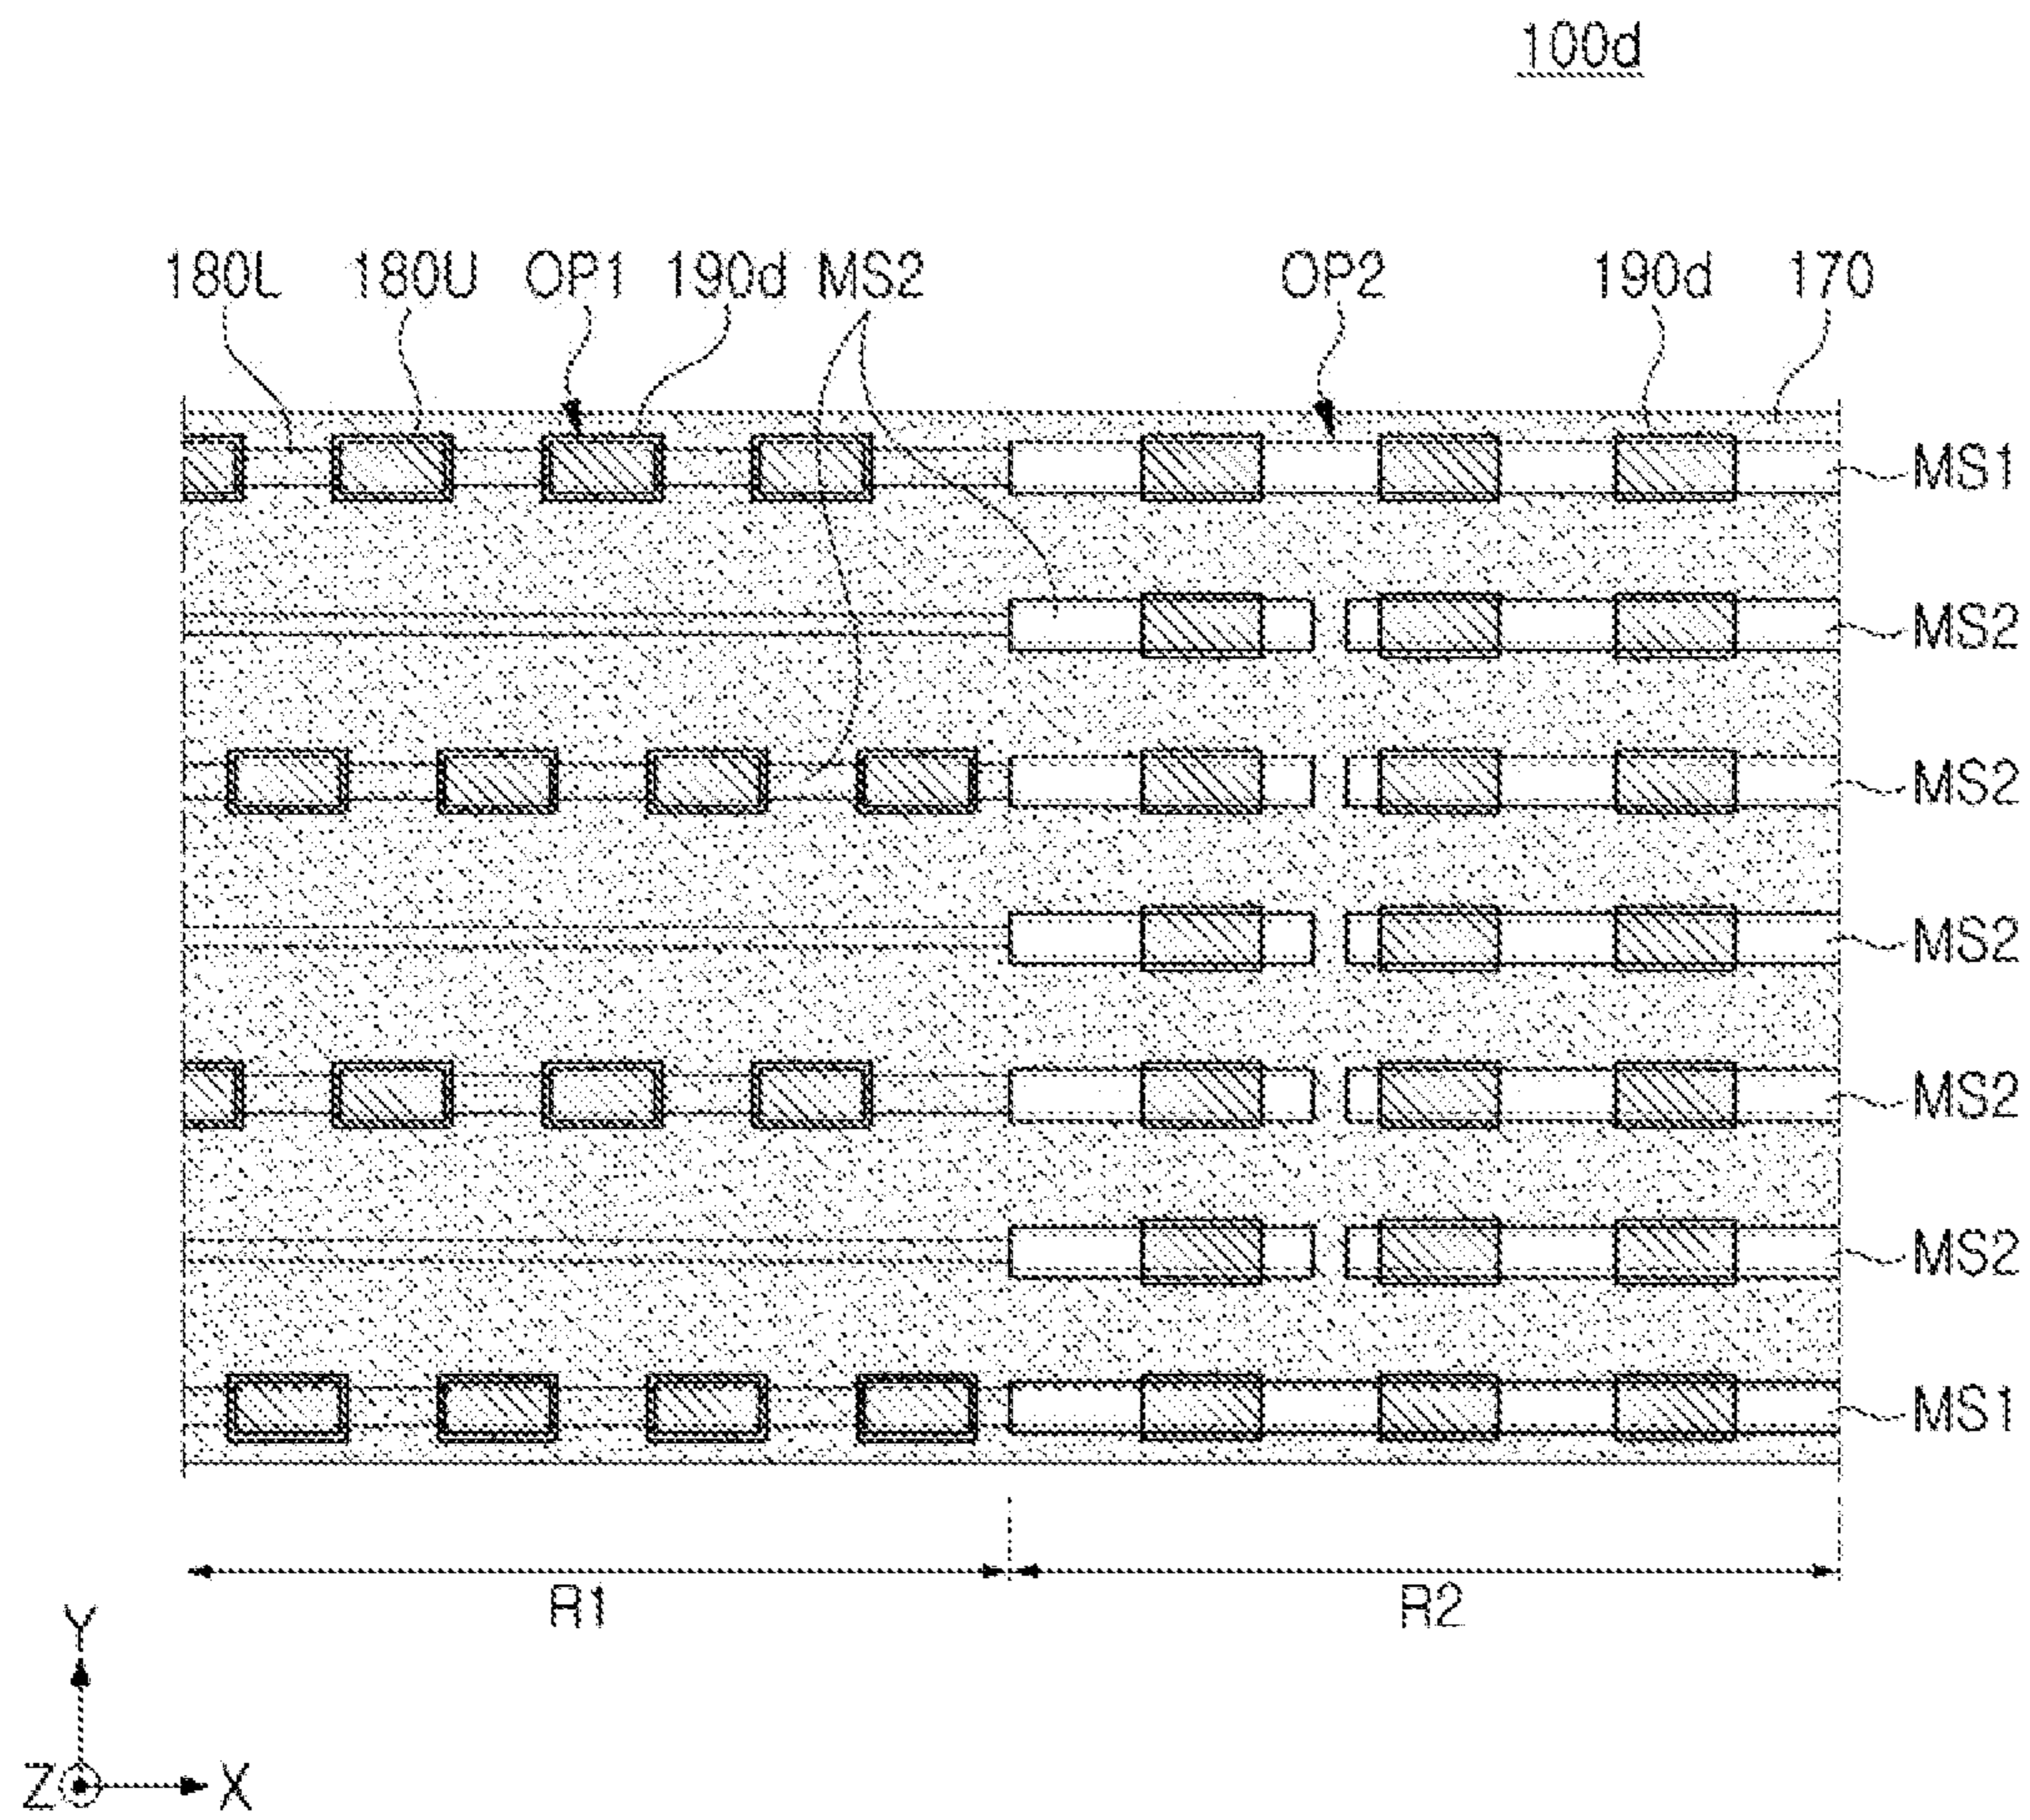 100d
180L 180U OP1 190d MS2 OP2 190d 170
MS1
MS2
MS2
MS2
MS2
MS2
MS1
R1 R2
Y
Z X